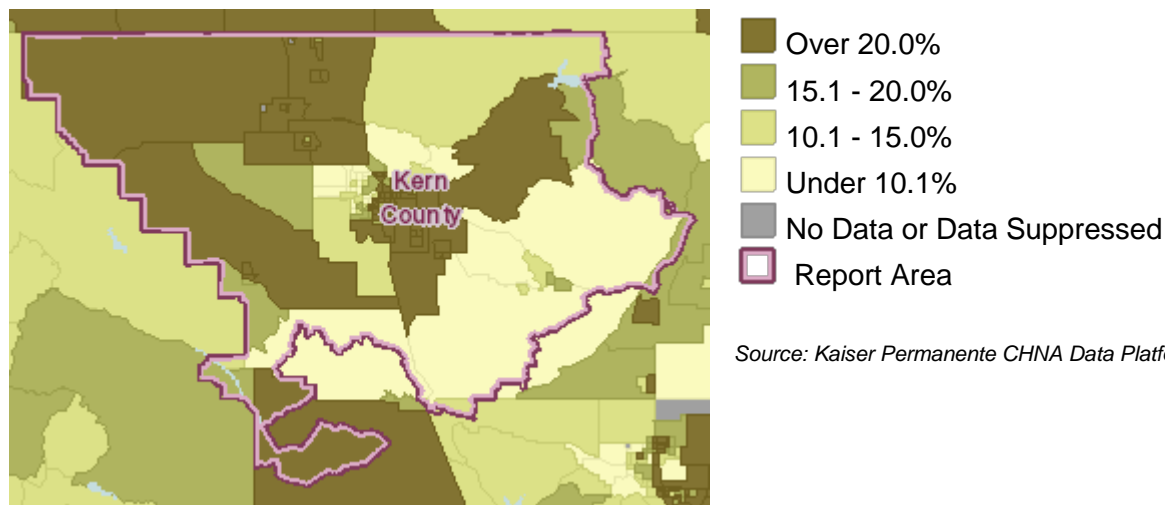 Kern
County
Over 20.0%
15.1 - 20.0%
10.1 - 15.0%
Under 10.1%
No Data or Data Suppressed
Report Area
Source: Kaiser Permanente CHNA Data